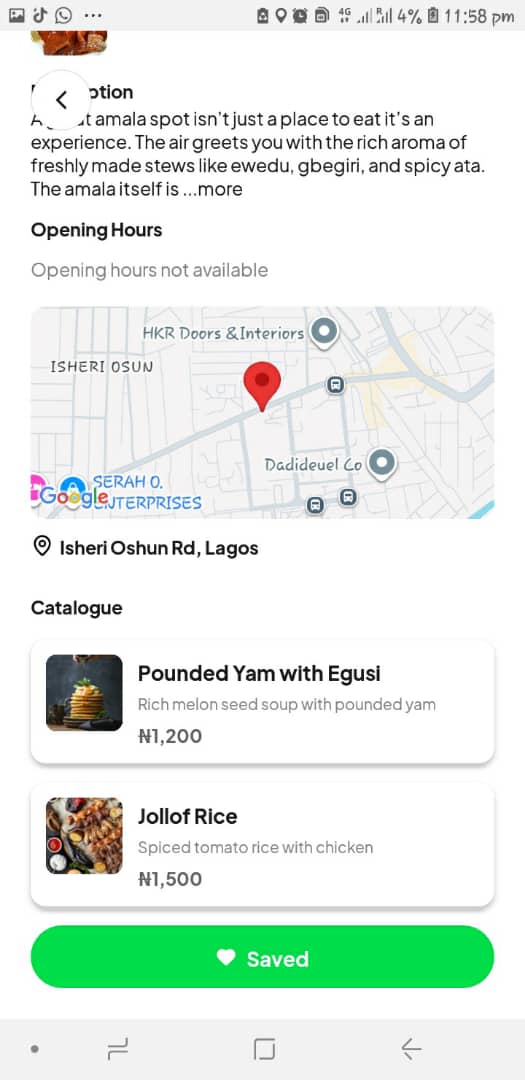 4G
R
4%
11:58 pm
ption
at amala spot isn't just a place to eat it's an
experience. The air greets you with the rich aroma of
freshly made stews like ewedu, gbegiri, and spicy ata.
The amala itself is ...more
Opening Hours
Opening hours not available
HKR Doors & Interiors
ISHERI OSUN
Dadideuel Co
SERAH O.
Google
ENTERPRISES
Isheri Oshun Rd, Lagos
Catalogue
Pounded Yam with Egusi
Rich melon seed soup with pounded yam
₦1,200
Jollof Rice
Spiced tomato rice with chicken
₦1,500
Saved